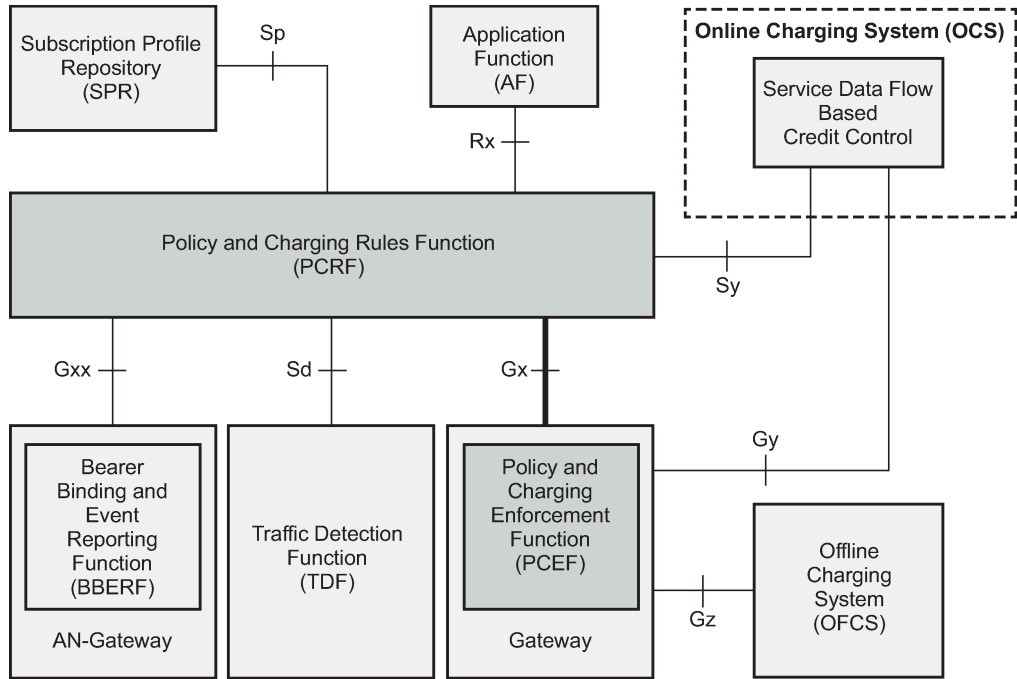 Subscription Profile
Repository
(SPR)
Sp
Application
Function
(AF)
Rx
Online Charging System (OCS)
Service Data Flow
Based
Credit Control
Policy and Charging Rules Function
(PCRF)
Sy
Gxx
Sd
Gx
Gy
Bearer
Binding and
Event
Reporting
Function
(BBERF)
AN-Gateway
Traffic Detection
Function
(TDF)
Policy and
Charging
Enforcement
Function
(PCEF)
Gateway
Gz
Offline
Charging
System
(OFCS)